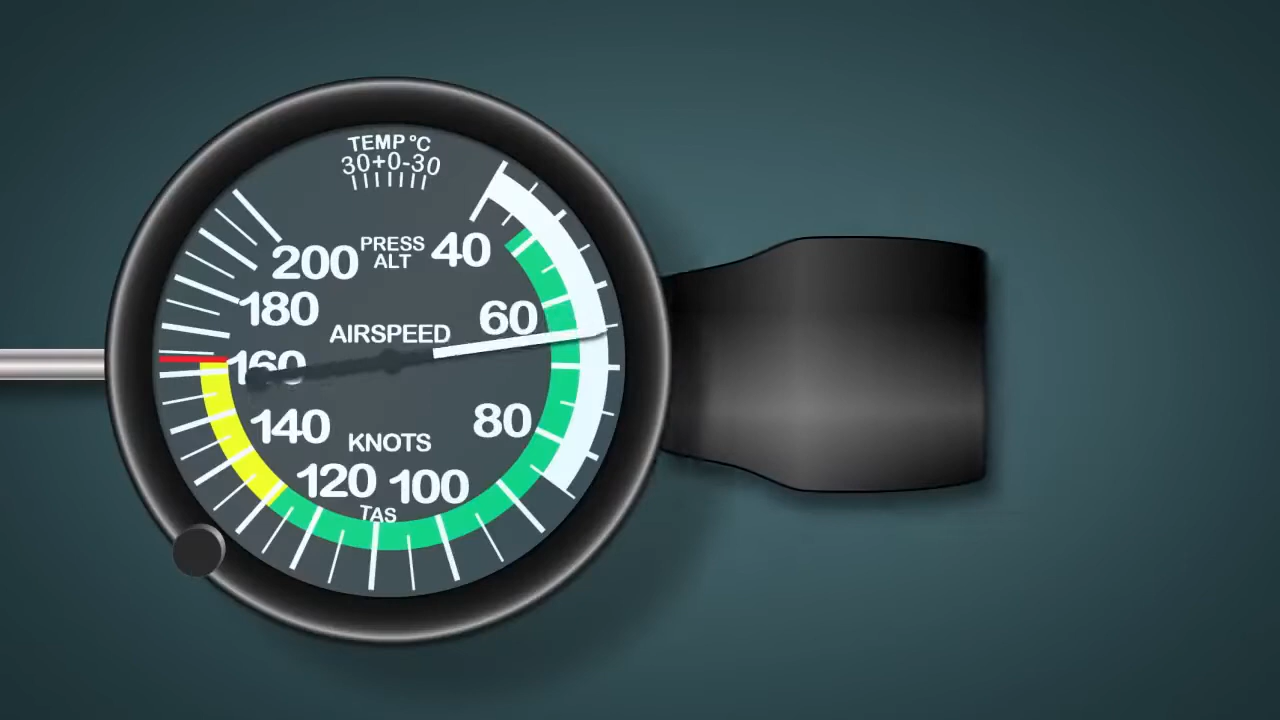 TEMP °C
30+0-30
200 PRESS ALT 40
180
60
AIRSPEED
160
140
80
KNOTS
120 100
TAS